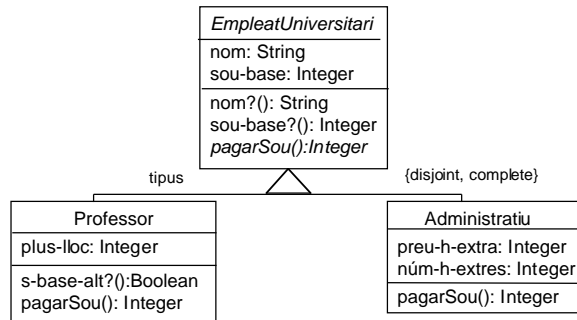 EmpleatUniversitari
nom: String
sou-base: Integer
nom?(): String
sou-base?(): Integer
pagarSou():Integer
tipus
{disjoint, complete}
Professor
plus-lloc: Integer
s-base-alt?():Boolean
pagarSou(): Integer
Administratiu
preu-h-extra: Integer
núm-h-extres: Integer
pagarSou(): Integer